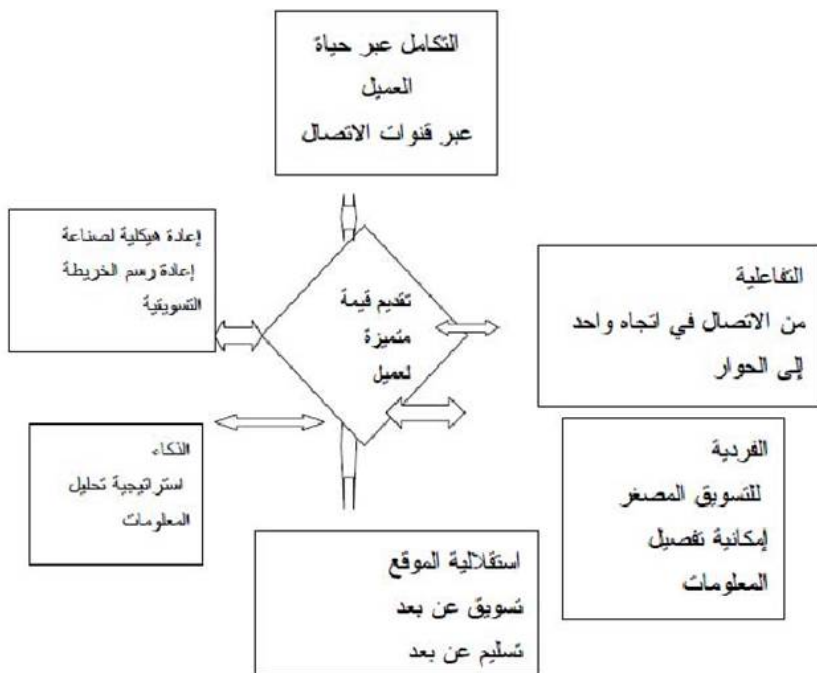 التكامل عبر حياة
العميل
عبر قنوات الاتصال
إعادة هيكلية لصناعة
إعادة رسم الخريطة
التسويقية
تقديم قيمة
متميزة
لعميل
التفاعلية
من الاتصال في اتجاه واحد
إلى الحوار
الذكاء
استراتيجية تحليل
المعلومات
الفردية
للتسويق المصغر
إمكانية تفصيل
المعلومات
استقلالية الموقع
تسويق عن بعد
تسليم عن بعد